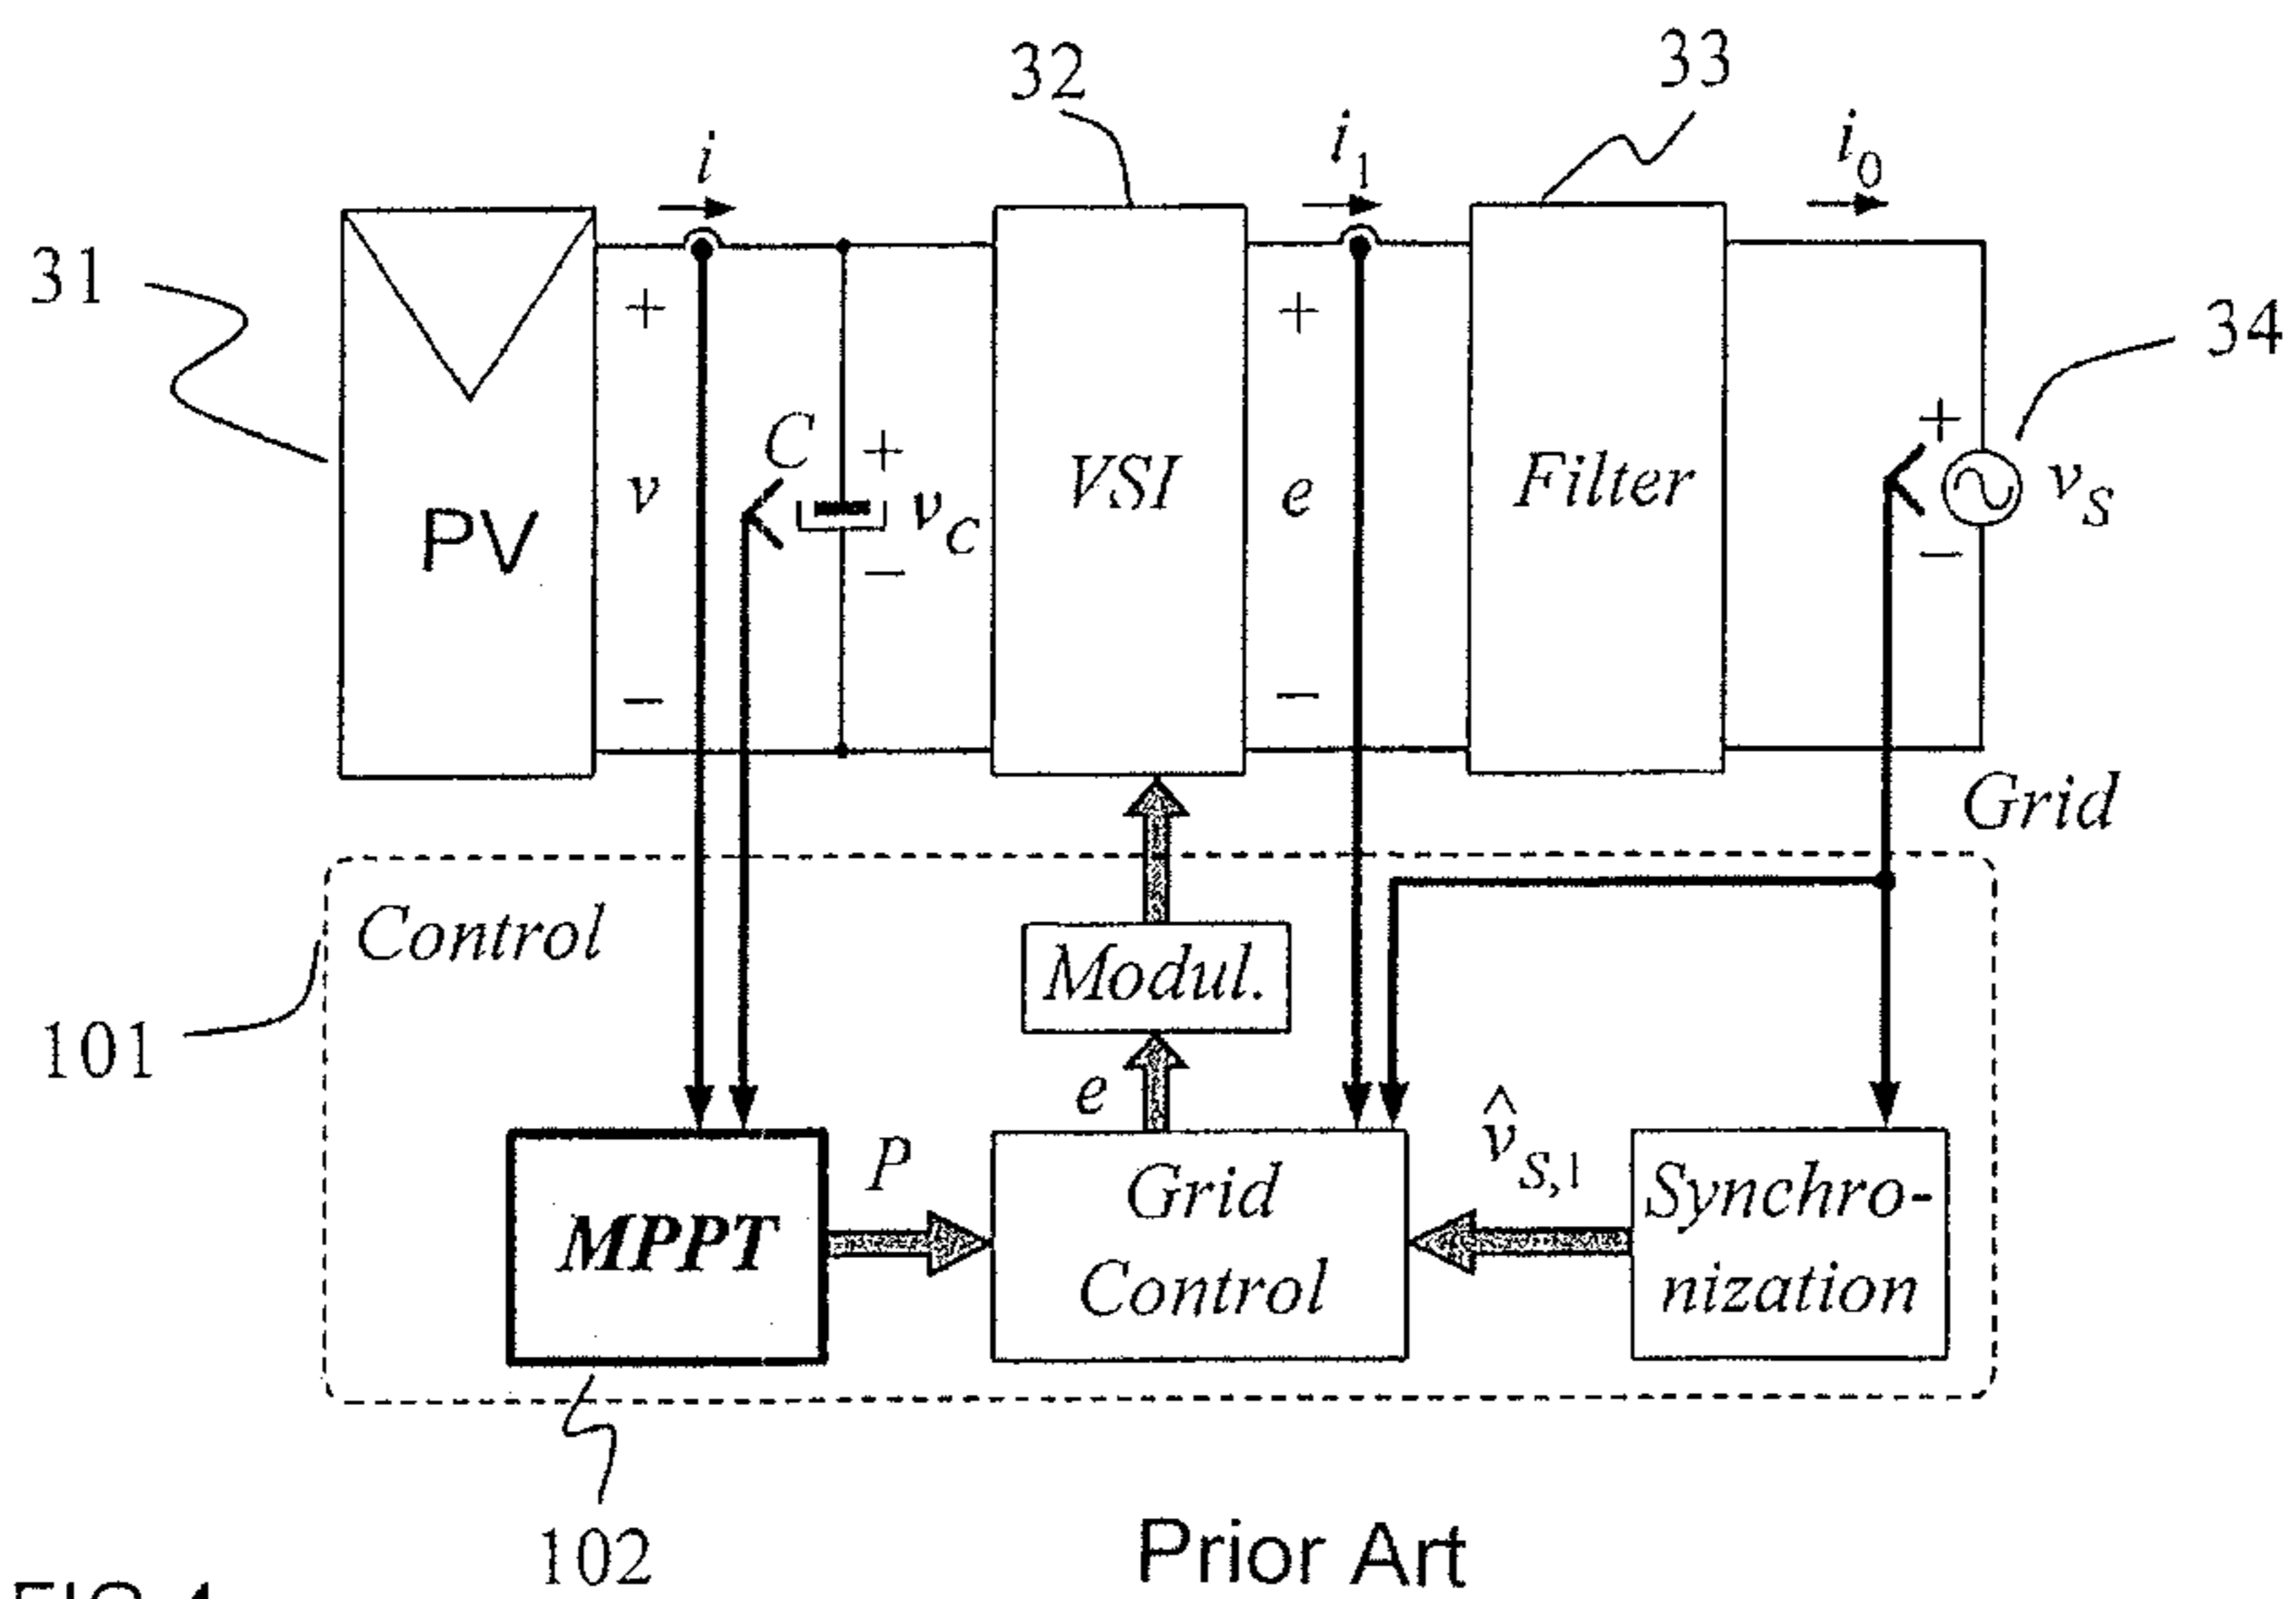 32
33
i
i1
i0
31
34
+
+
+
C
+
PV
v
vC
VSI
e
Filter
vS
−
−
−
−
Grid
Control
Modul.
101
e
P
v̂S,1
MPPT
Grid
Control
Synchro-
nization
102
Prior Art